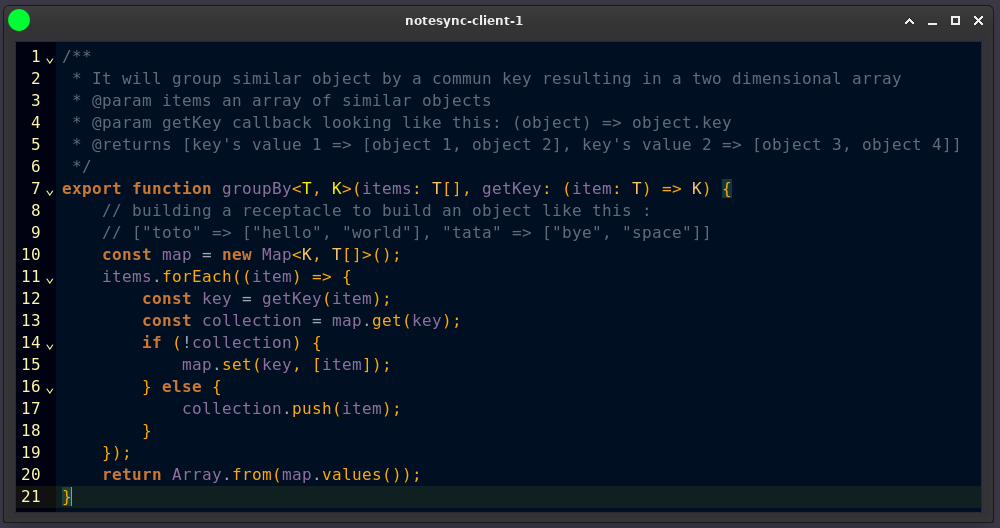 notesync-client-1
1 /**
2  * It will group similar object by a commun key resulting in a two dimensional array
3  * @param items an array of similar objects
4  * @param getKey callback looking like this: (object) => object.key
5  * @returns [key's value 1 => [object 1, object 2], key's value 2 => [object 3, object 4]]
6  */
7 export function groupBy<T, K>(items: T[], getKey: (item: T) => K) {
8     // building a receptacle to build an object like this :
9     // ["toto" => ["hello", "world"], "tata" => ["bye", "space"]]
10     const map = new Map<K, T[]>();
11     items.forEach((item) => {
12         const key = getKey(item);
13         const collection = map.get(key);
14         if (!collection) {
15             map.set(key, [item]);
16         } else {
17             collection.push(item);
18         }
19     });
20     return Array.from(map.values());
21 }